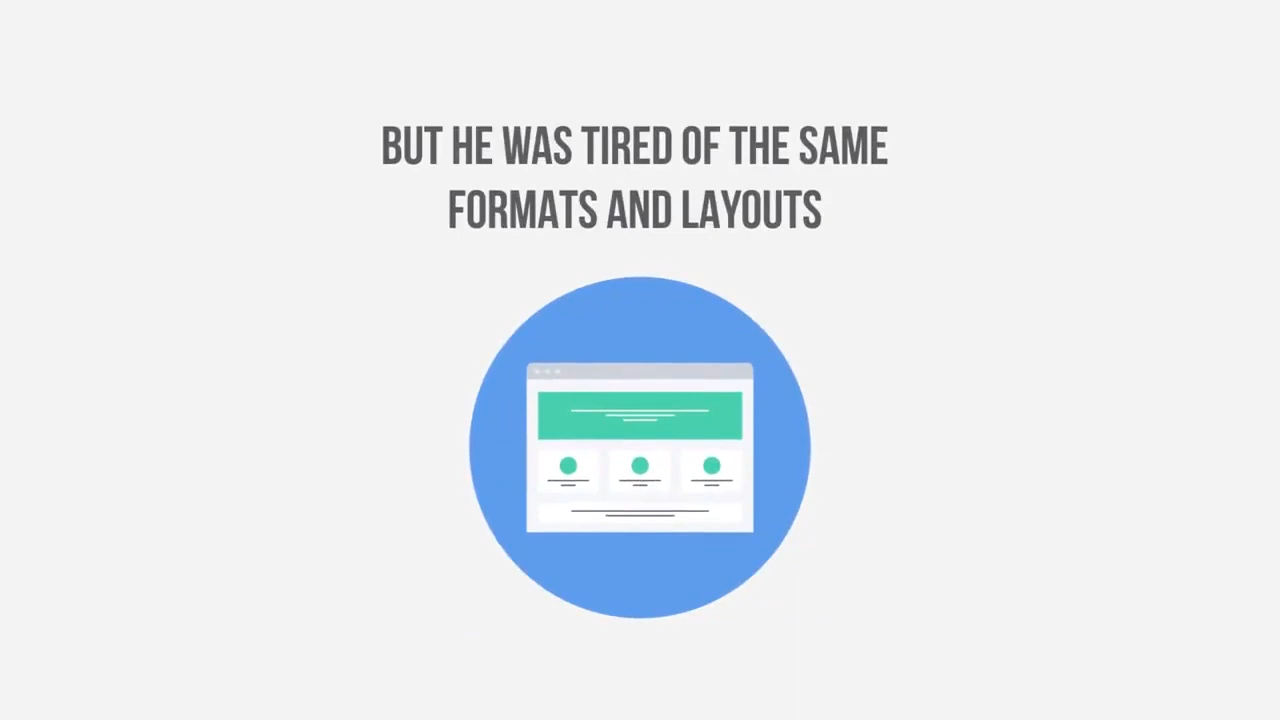 BUT HE WAS TIRED OF THE SAME
FORMATS AND LAYOUTS